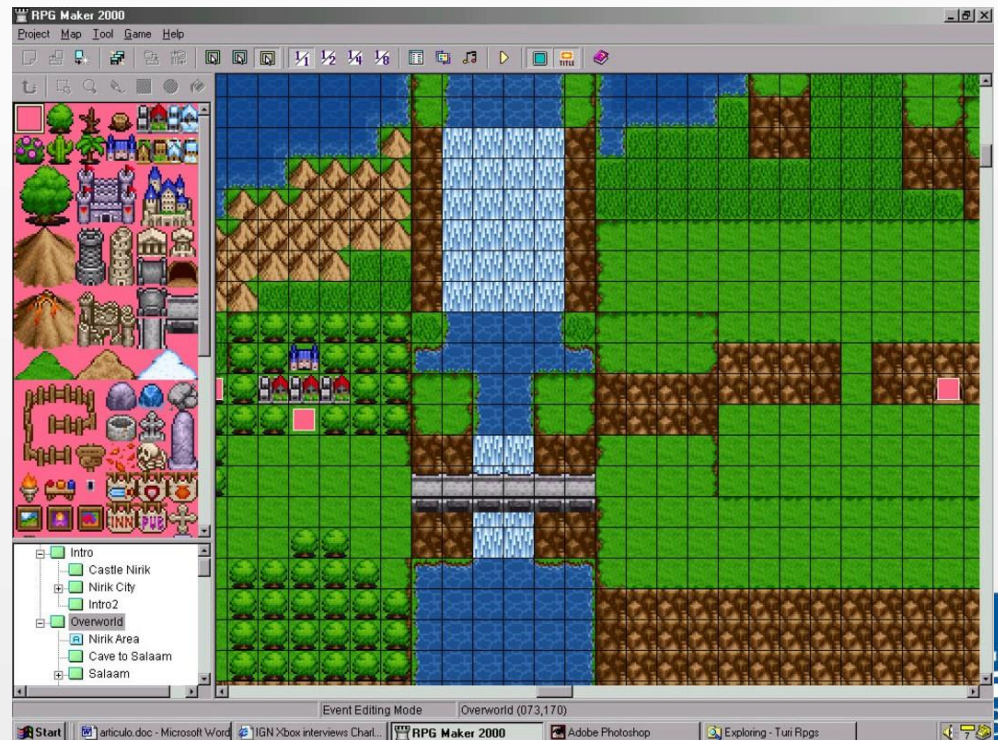 RPG Maker 2000
Project Map Tool Game Help
1/1 1/2 1/4 1/8 TITLE
INN PUB
Intro
Castle Nirik
Nirik City
Intro2
Overworld
A Nirik Area
Cave to Salaam
Salaam
Event Editing Mode Overworld (073,170)
Start articulo.doc - Microsoft Word IGN Xbox interviews Charl... RPG Maker 2000 Adobe Photoshop Exploring - Turi Rpgs 7